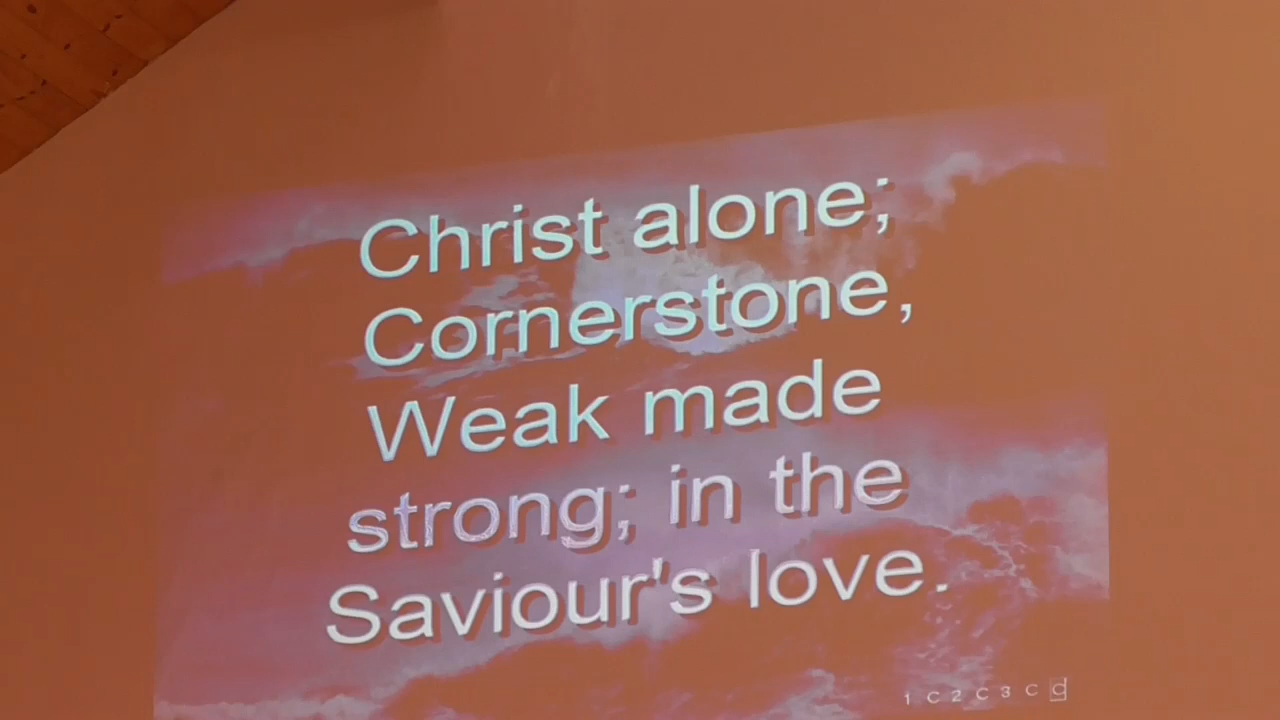 Christ alone;
Cornerstone,
Weak made
strong; in the
Saviour's love.
1 C 2 C 3 C d